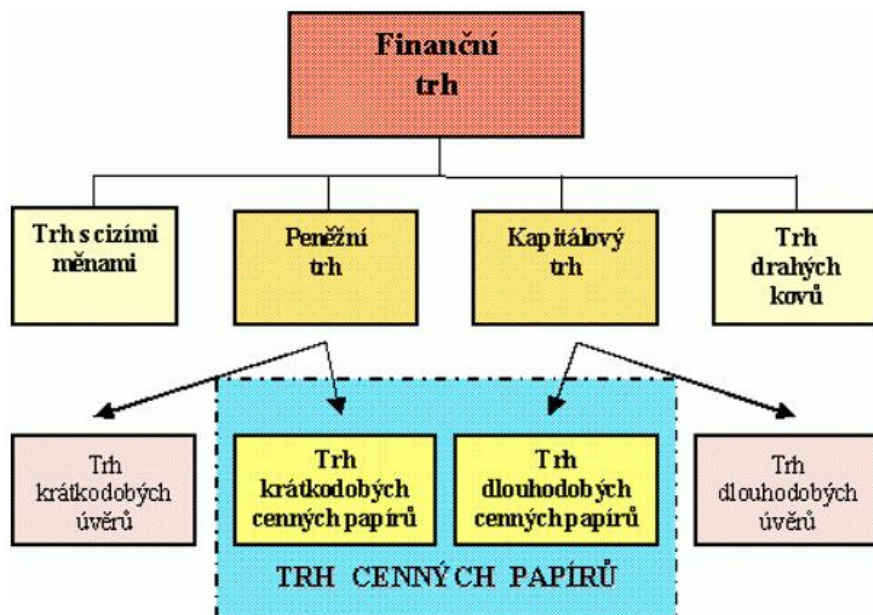 Finanční
trh
Trh s cizími
měnami
Peněžní
trh
Kapitálový
trh
Trh
drahých
kovů
Trh
krátkodobých
úvěrů
Trh
krátkodobých
cenných papírů
Trh
dlouhodobých
cenných papírů
Trh
dlouhodobých
úvěrů
TRH CENNÝCH PAPÍRŮ